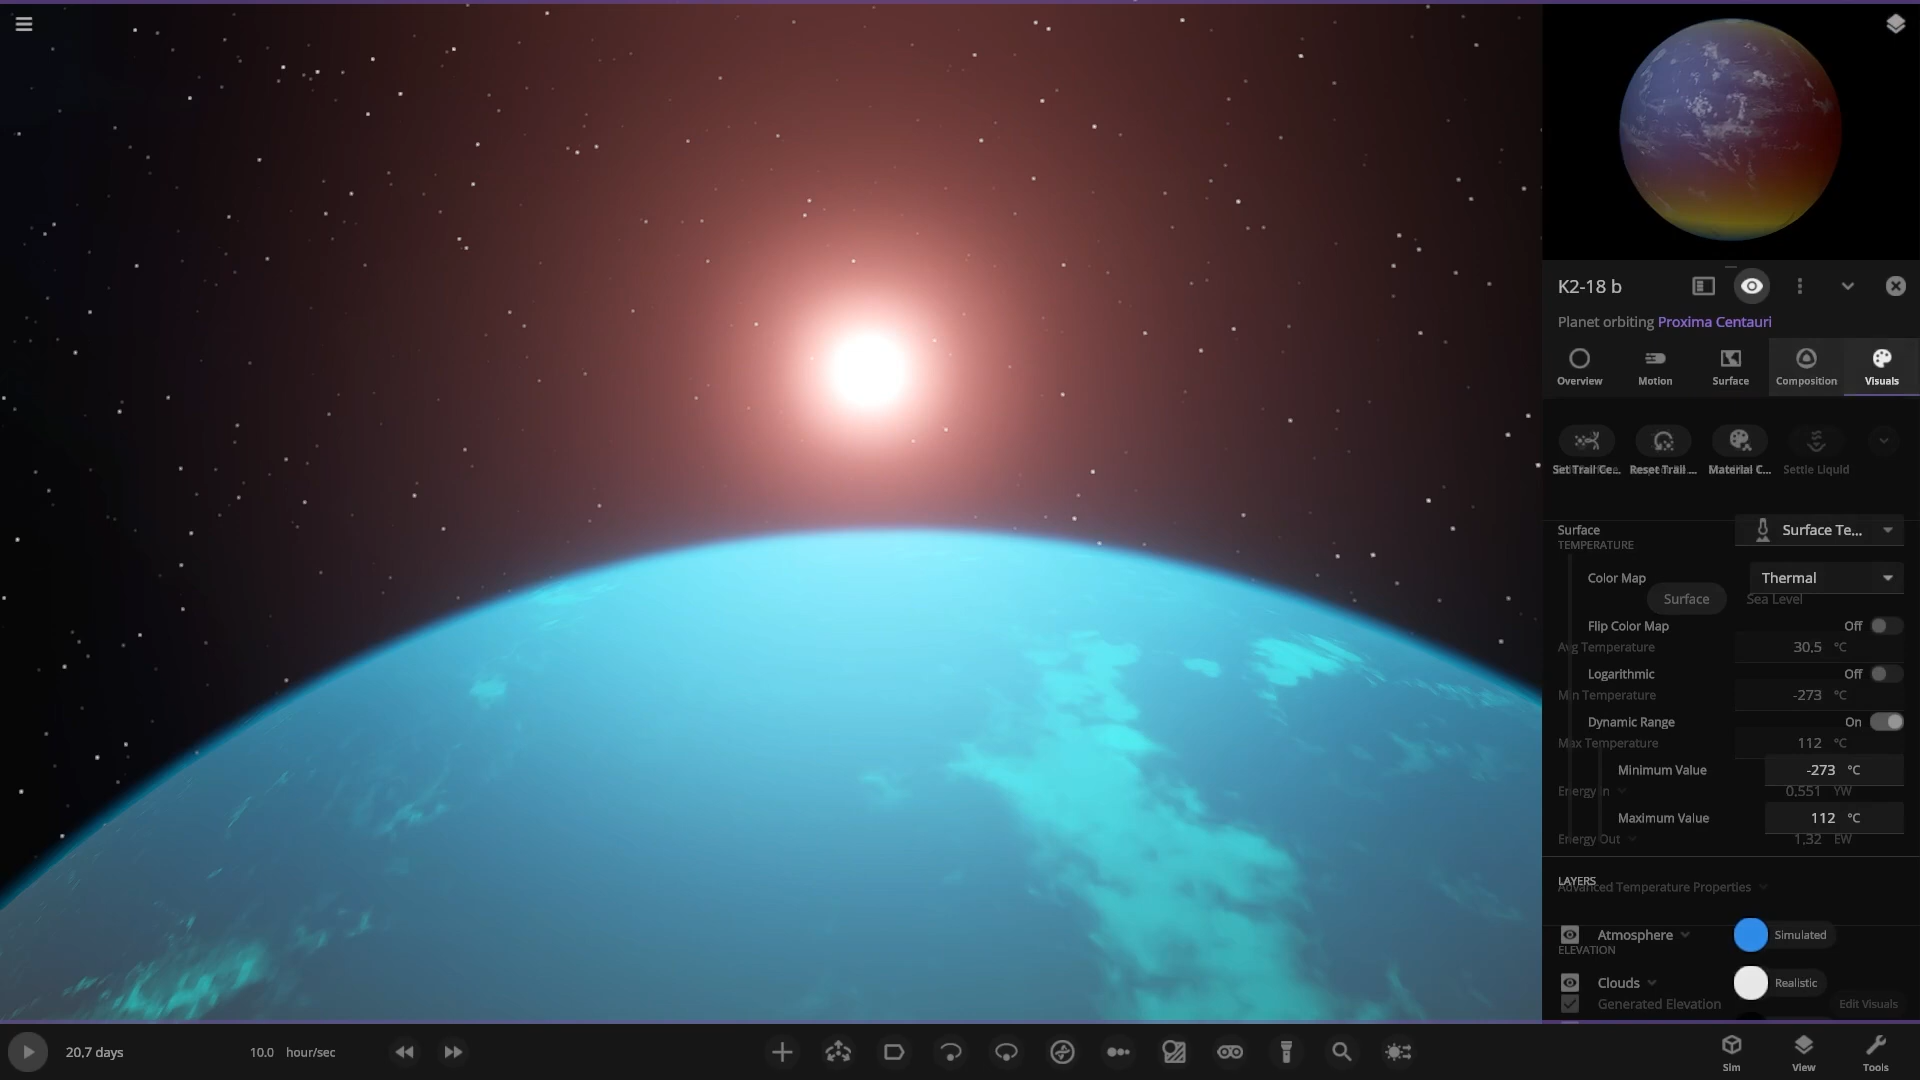 K2-18 b
Planet orbiting Proxima Centauri
Overview Motion Surface Composition Visuals
Set Trail Ce... Reset Trail ... Material C... Settle Liquid
Surface Surface Te...
TEMPERATURE
Color Map Thermal
Surface Sea Level
Flip Color Map Off
Avg Temperature 30,5 °C
Logarithmic Off
Min Temperature -273 °C
Dynamic Range On
Max Temperature 112 °C
Minimum Value -273 °C
Energy In 0,551 YW
Maximum Value 112 °C
Energy Out 1,32 EW
LAYERS
Advanced Temperature Properties
Atmosphere Simulated
ELEVATION
Clouds Realistic
Generated Elevation Edit Visuals
20,7 days 10.0 hour/sec
Sim View Tools